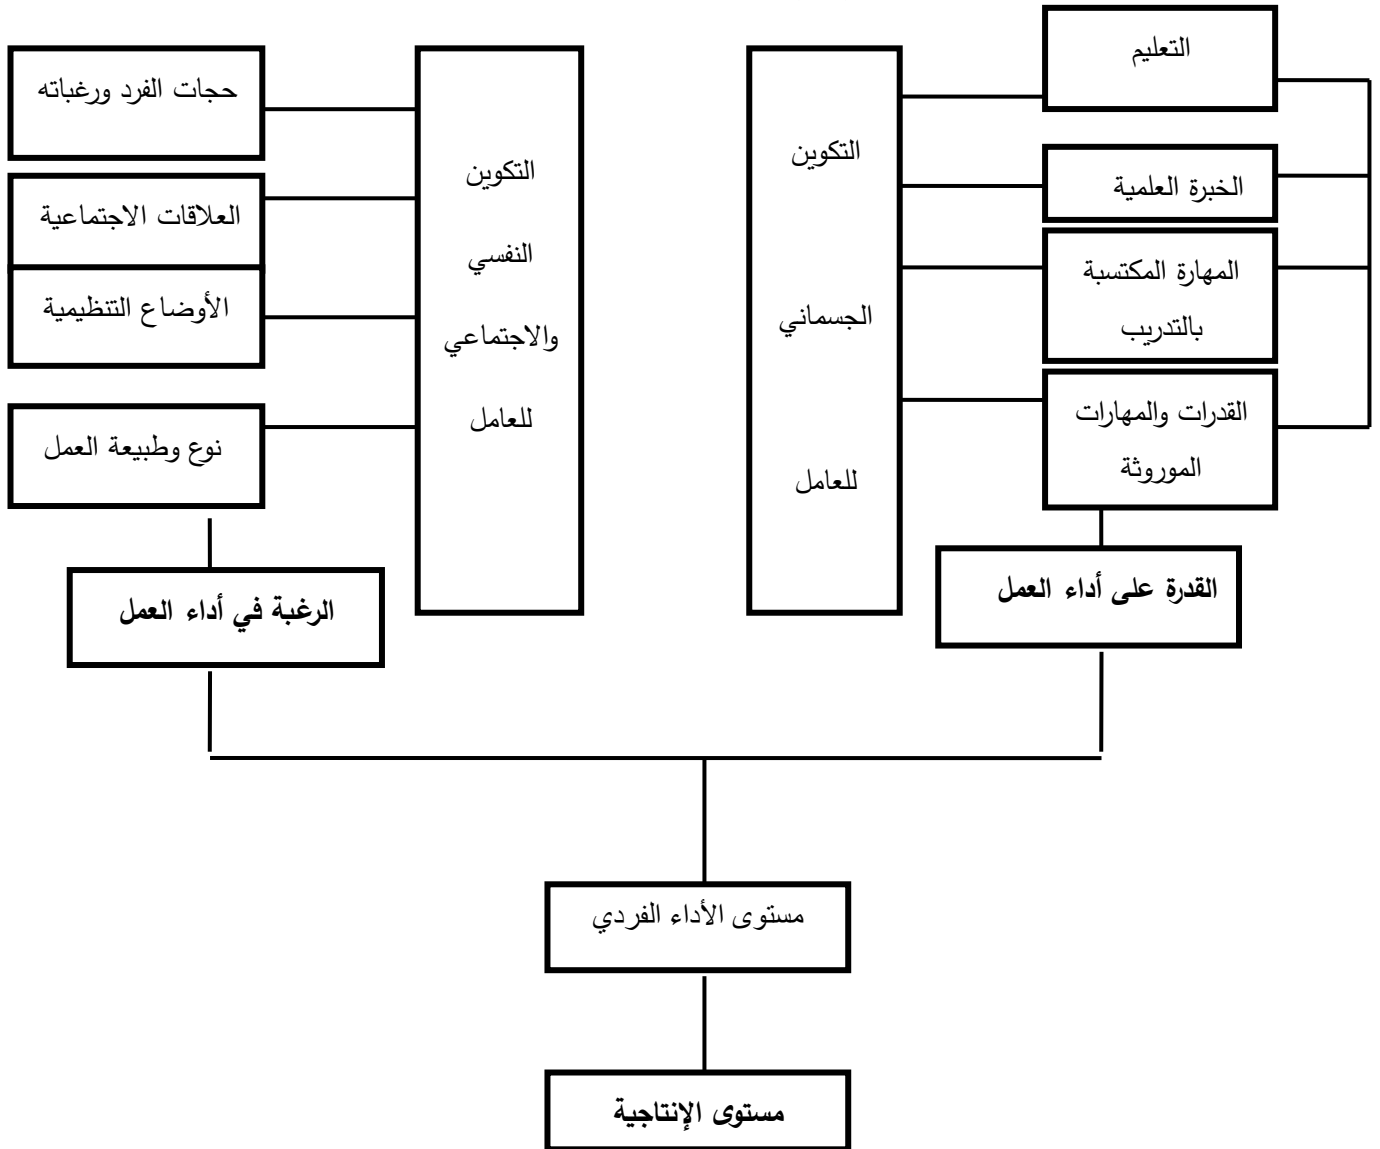 التعليم
الخبرة العلمية
المهارة المكتسبة
بالتدريب
القدرات والمهارات
الموروثة
القدرة على أداء العمل
التكوين
الجسماني
للعامل
التكوين
النفسي
والاجتماعي
للعامل
حجات الفرد ورغباته
العلاقات الاجتماعية
الأوضاع التنظيمية
نوع وطبيعة العمل
الرغبة في أداء العمل
مستوى الأداء الفردي
مستوى الإنتاجية